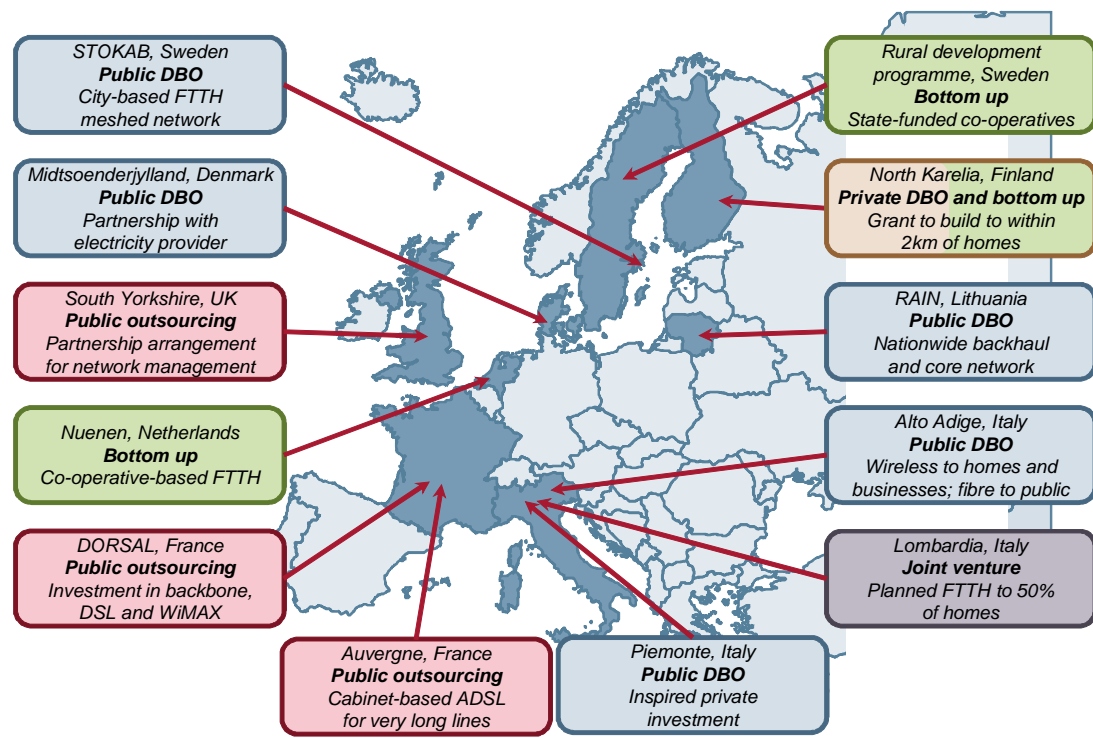 STOKAB, Sweden
Public DBO
City-based FTTH
meshed network
Midtsoenderjylland, Denmark
Public DBO
Partnership with
electricity provider
South Yorkshire, UK
Public outsourcing
Partnership arrangement
for network management
Nuenen, Netherlands
Bottom up
Co-operative-based FTTH
DORSAL, France
Public outsourcing
Investment in backbone,
DSL and WiMAX
Auvergne, France
Public outsourcing
Cabinet-based ADSL
for very long lines
Piemonte, Italy
Public DBO
Inspired private
investment
Rural development
programme, Sweden
Bottom up
State-funded co-operatives
North Karelia, Finland
Private DBO and bottom up
Grant to build to within
2km of homes
RAIN, Lithuania
Public DBO
Nationwide backhaul
and core network
Alto Adige, Italy
Public DBO
Wireless to homes and
businesses; fibre to public
Lombardia, Italy
Joint venture
Planned FTTH to 50%
of homes